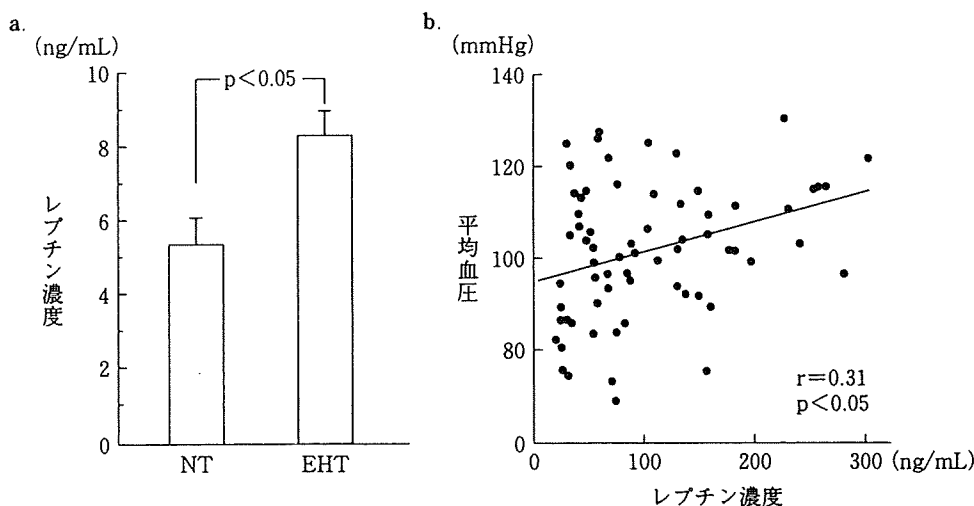 a.
(ng/mL)
10
8
6
4
2
0
p<0.05
レプチン濃度
NT
EHT
b.
(mmHg)
140
120
100
80
0
平均血圧
r=0.31
p<0.05
0
100
200
300 (ng/mL)
レプチン濃度